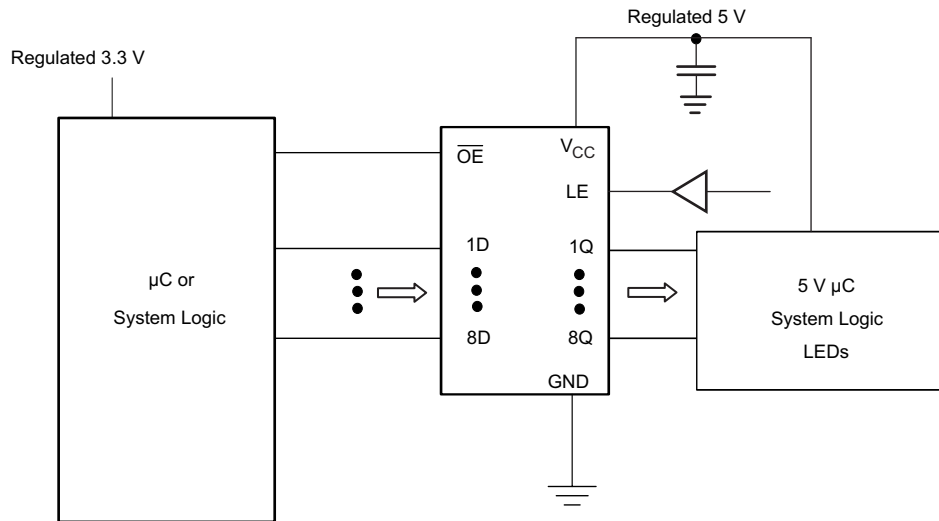 Regulated 5 V
Regulated 3.3 V
OE
VCC
LE
1D
1Q
µC or
System Logic
5 V µC
System Logic
LEDs
8D
8Q
GND